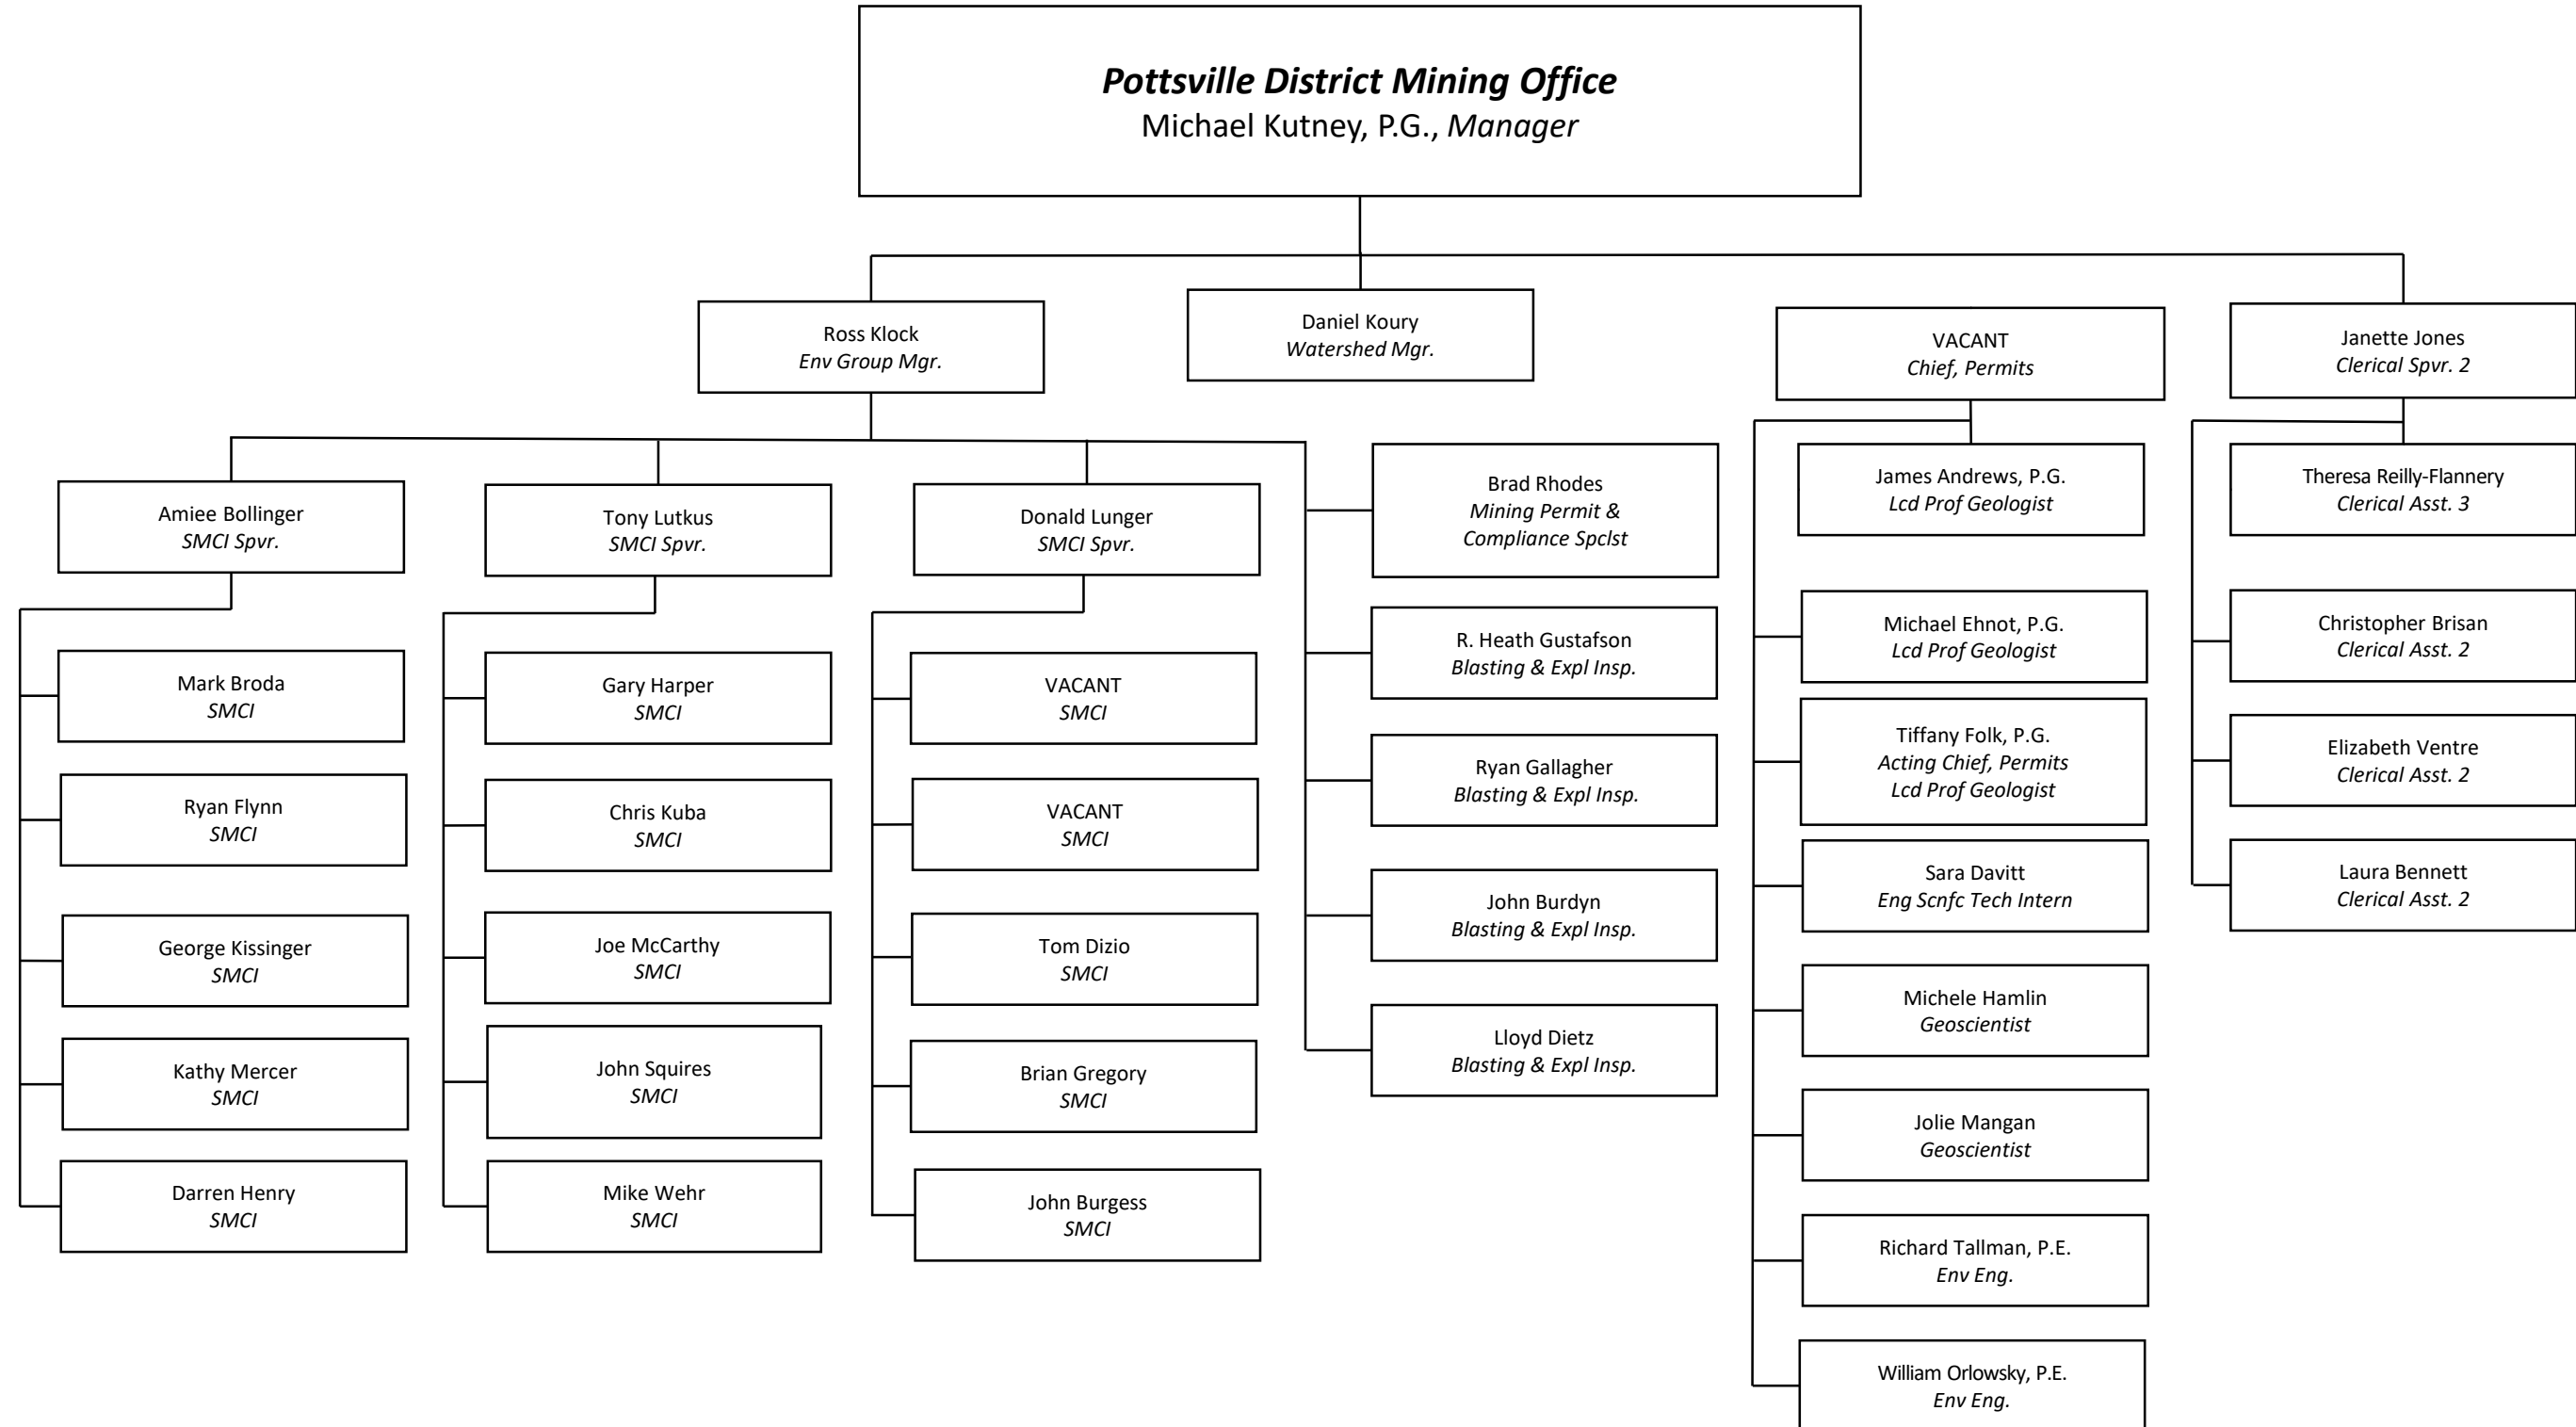 Pottsville District Mining Office
Michael Kutney, P.G., Manager
Ross Klock
Env Group Mgr.
Daniel Koury
Watershed Mgr.
VACANT
Chief, Permits
Janette Jones
Clerical Spvr. 2
Amiee Bollinger
SMCI Spvr.
Mark Broda
SMCI
Ryan Flynn
SMCI
George Kissinger
SMCI
Kathy Mercer
SMCI
Darren Henry
SMCI
Tony Lutkus
SMCI Spvr.
Gary Harper
SMCI
Chris Kuba
SMCI
Joe McCarthy
SMCI
John Squires
SMCI
Mike Wehr
SMCI
Donald Lunger
SMCI Spvr.
VACANT
SMCI
VACANT
SMCI
Tom Dizio
SMCI
Brian Gregory
SMCI
John Burgess
SMCI
Brad Rhodes
Mining Permit &
Compliance Spclst
R. Heath Gustafson
Blasting & Expl Insp.
Ryan Gallagher
Blasting & Expl Insp.
John Burdyn
Blasting & Expl Insp.
Lloyd Dietz
Blasting & Expl Insp.
James Andrews, P.G.
Lcd Prof Geologist
Michael Ehnot, P.G.
Lcd Prof Geologist
Tiffany Folk, P.G.
Acting Chief, Permits
Lcd Prof Geologist
Sara Davitt
Eng Scnfc Tech Intern
Michele Hamlin
Geoscientist
Jolie Mangan
Geoscientist
Richard Tallman, P.E.
Env Eng.
William Orlowsky, P.E.
Env Eng.
Theresa Reilly-Flannery
Clerical Asst. 3
Christopher Brisan
Clerical Asst. 2
Elizabeth Ventre
Clerical Asst. 2
Laura Bennett
Clerical Asst. 2